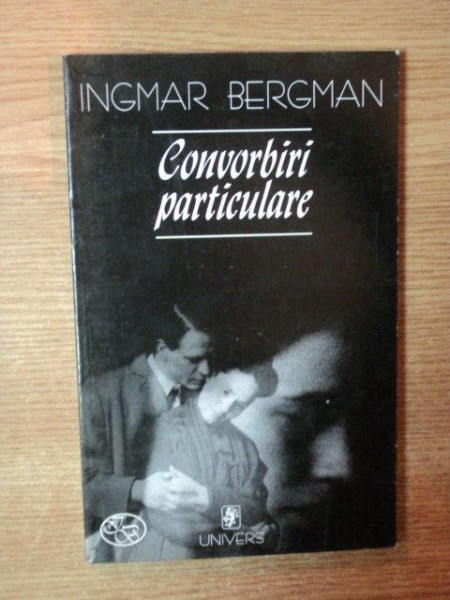 INGMAR BERGMAN
Convorbiri
particulare
UNIVERS